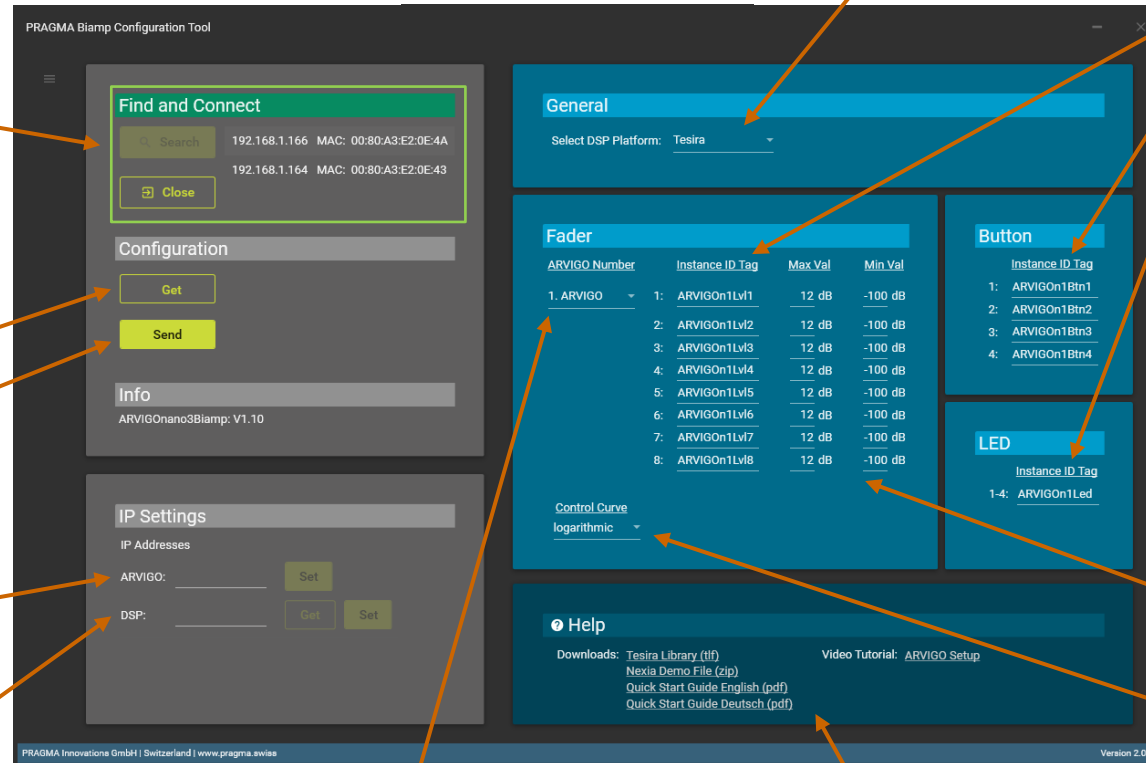 PRAGMA Biamp Configuration Tool
Find and Connect
Search
192.168.1.166 MAC: 00:80:A3:E2:0E:4A
192.168.1.164 MAC: 00:80:A3:E2:0E:43
Close
Configuration
Get
Send
Info
ARVIGOnano3Biamp: V1.10
IP Settings
IP Addresses
ARVIGO:
Set
DSP:
Get
Set
General
Select DSP Platform: Tesira
Fader
ARVIGO Number Instance ID Tag Max Val Min Val
1. ARVIGO 1: ARVIGOn1Lvl1 12 dB -100 dB
2: ARVIGOn1Lvl2 12 dB -100 dB
3: ARVIGOn1Lvl3 12 dB -100 dB
4: ARVIGOn1Lvl4 12 dB -100 dB
5: ARVIGOn1Lvl5 12 dB -100 dB
6: ARVIGOn1Lvl6 12 dB -100 dB
7: ARVIGOn1Lvl7 12 dB -100 dB
8: ARVIGOn1Lvl8 12 dB -100 dB
Control Curve
logarithmic
Button
Instance ID Tag
1: ARVIGOn1Btn1
2: ARVIGOn1Btn2
3: ARVIGOn1Btn3
4: ARVIGOn1Btn4
LED
Instance ID Tag
1-4: ARVIGOn1Led
Help
Downloads: Tesira Library (tlf) Video Tutorial: ARVIGO Setup
Nexia Demo File (zip)
Quick Start Guide English (pdf)
Quick Start Guide Deutsch (pdf)
PRAGMA Innovations GmbH | Switzerland | www.pragma.swiss
Version 2.0